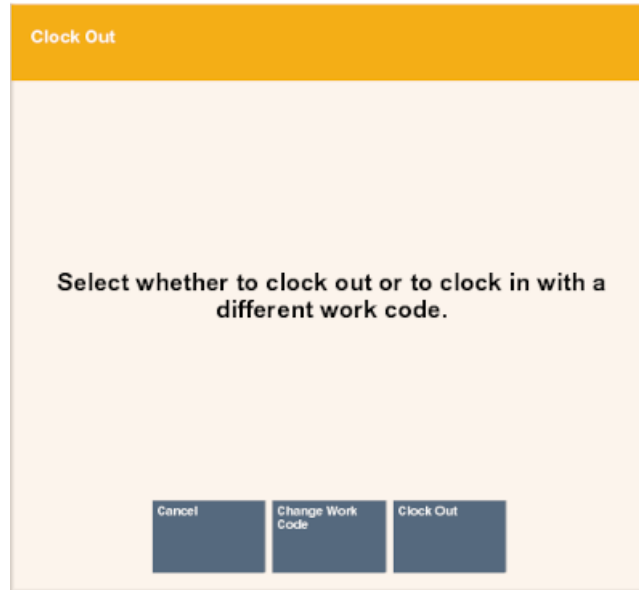 Clock Out
Select whether to clock out or to clock in with a
different work code.
Cancel
Change Work
Code
Clock Out